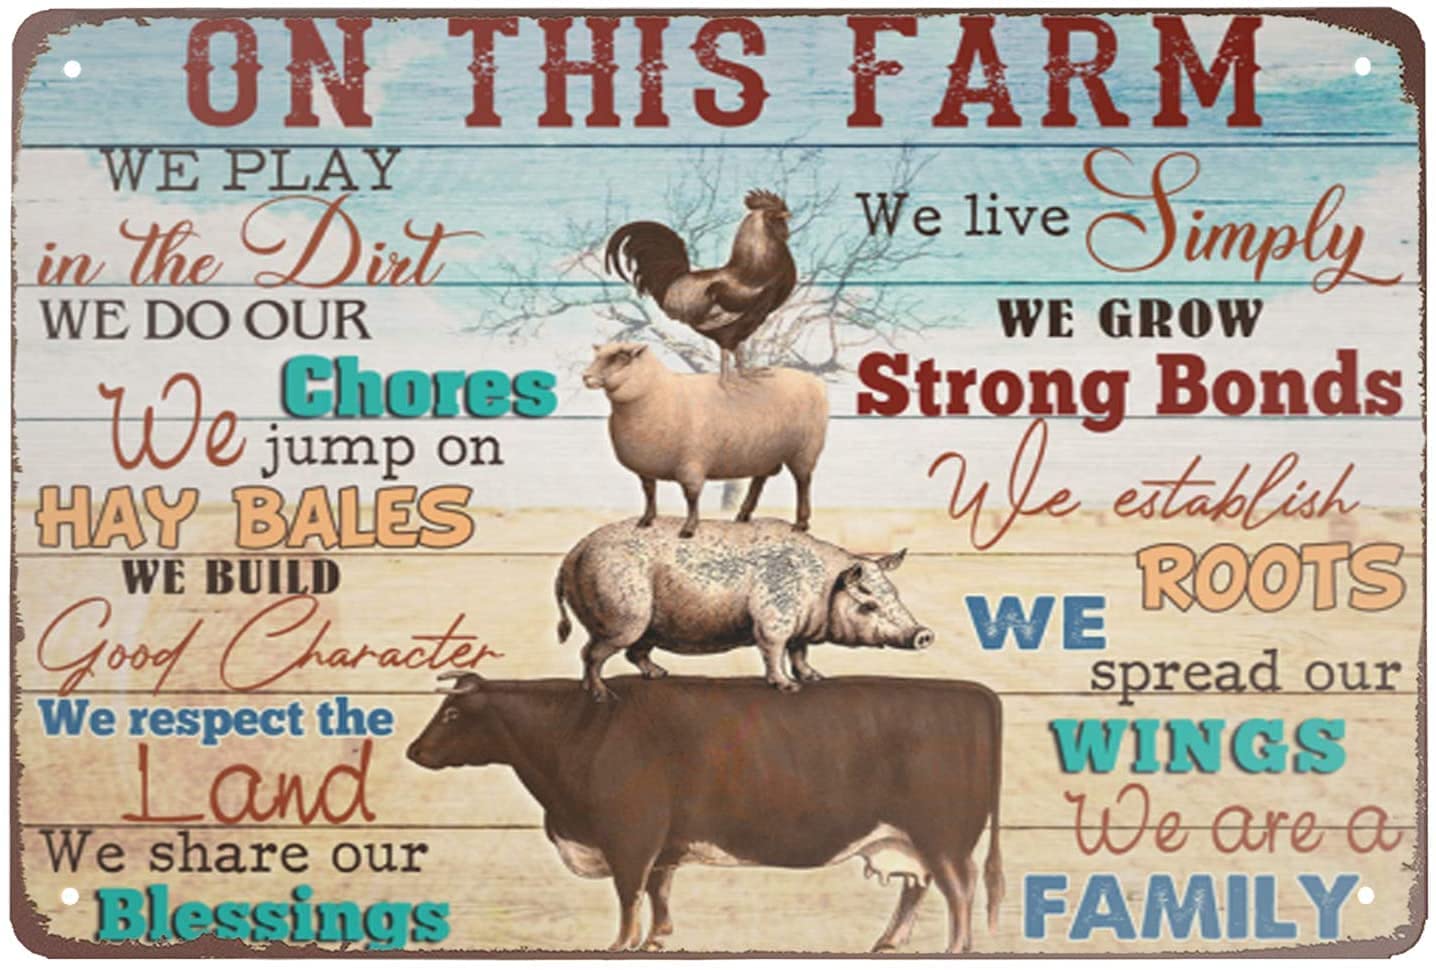 ON THIS FARM
WE PLAY
in the Dirt
WE DO OUR
Chores
We jump on
HAY BALES
WE BUILD
Good Character
We respect the
Land
We share our
Blessings
We live Simply
WE GROW
Strong Bonds
We establish
ROOTS
WE
spread our
WINGS
We are a
FAMILY